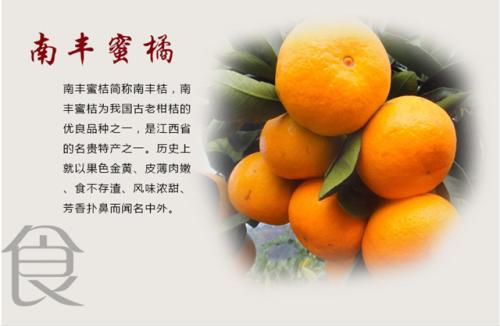 南丰蜜橘
南丰蜜桔简称南丰桔，南
丰蜜桔为我国古老柑桔的
优良品种之一，是江西省
的名贵特产之一。历史上
就以果色金黄、皮薄肉嫩
、食不存渣、风味浓甜、
芳香扑鼻而闻名中外。
食